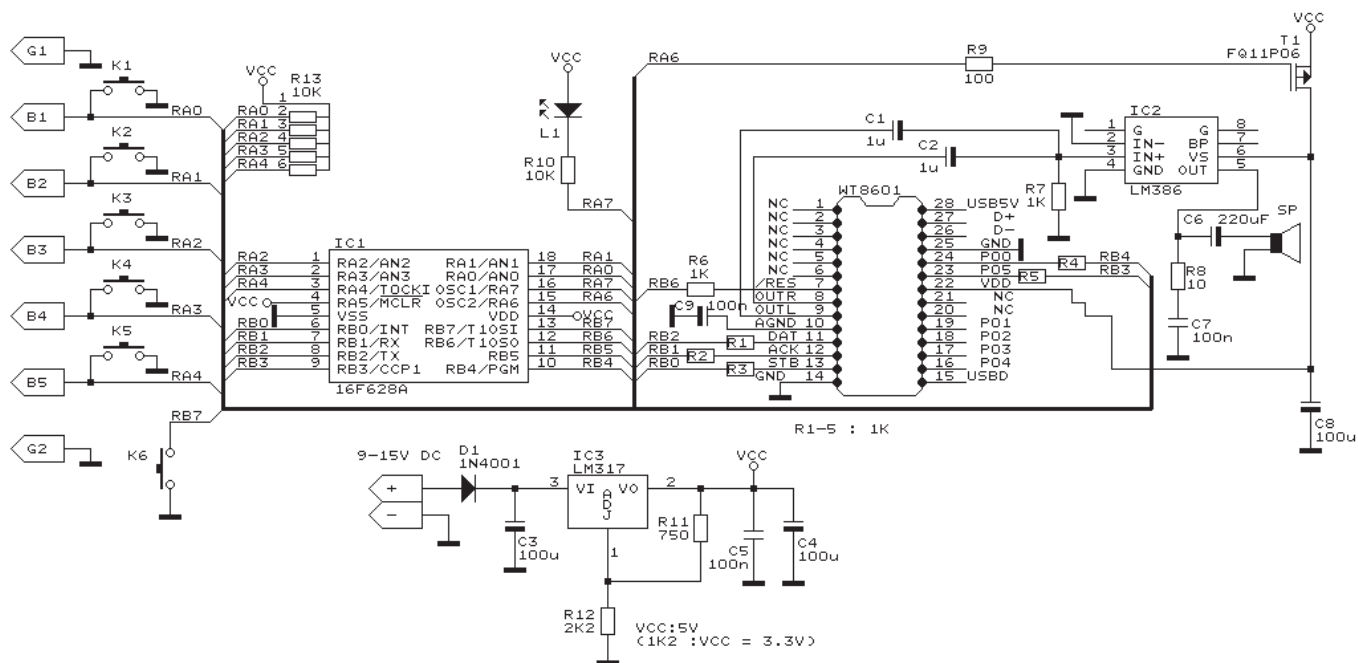 G1
K1
B1
RA0
K2
B2
RA1
K3
B3
RA2
K4
B4
RA3
K5
B5
RA4
RB7
G2
K6
VCC
R13
10K
1
RA0 2
RA1 3
RA2 4
RA3 5
RA4 6
VCC
L1
R10
10K
RA7
RA6
R9
100
VCC
T1
FQ11P06
IC2
1 G G 8
2 IN- BP 7
3 IN+ VS 6
4 GND OUT 5
LM386
C1
1u
C2
1u
R7
1K
C6 220uF SP
R8
10
C7
100n
C8
100u
IC1
RA2 1 RA2/AN2 RA1/AN1 18 RA1
RA3 2 RA3/AN3 RA0/AN0 17 RA0
RA4 3 RA4/TOCKI OSC1/RA7 16 RA7
VCC 4 RA5/MCLR OSC2/RA6 15 RA6
5 VSS VDD 14 VCC
RB0 6 RB0/INT RB7/T1OSI 13 RB7
RB1 7 RB1/RX RB6/T1OSO 12 RB6
RB2 8 RB2/TX RB5 11 RB5
RB3 9 RB3/CCP1 RB4/PGM 10 RB4
16F628A
WT8601
NC 1 28 USB5V
NC 2 27 D+
NC 3 26 D-
NC 4 25 GND
NC 5 24 PO0 R4 RB4
NC 6 23 PO5 R5 RB3
RB6 R6 1K /RES 7 22 VDD
OUTR 8 21 NC
C9 100n OUTL 9 20 NC
AGND 10 19 PO1
RB2 R1 DAT 11 18 PO2
RB1 R2 ACK 12 17 PO3
RB0 R3 STB 13 16 PO4
GND 14 15 USBD
R1-5 : 1K
9-15V DC
+
-
D1
1N4001
C3
100u
IC3
LM317
3 VI ADJ VO 2
1
R11
750
VCC
C5
100n
C4
100u
R12
2K2
VCC:5V
(1K2 :VCC = 3.3V)